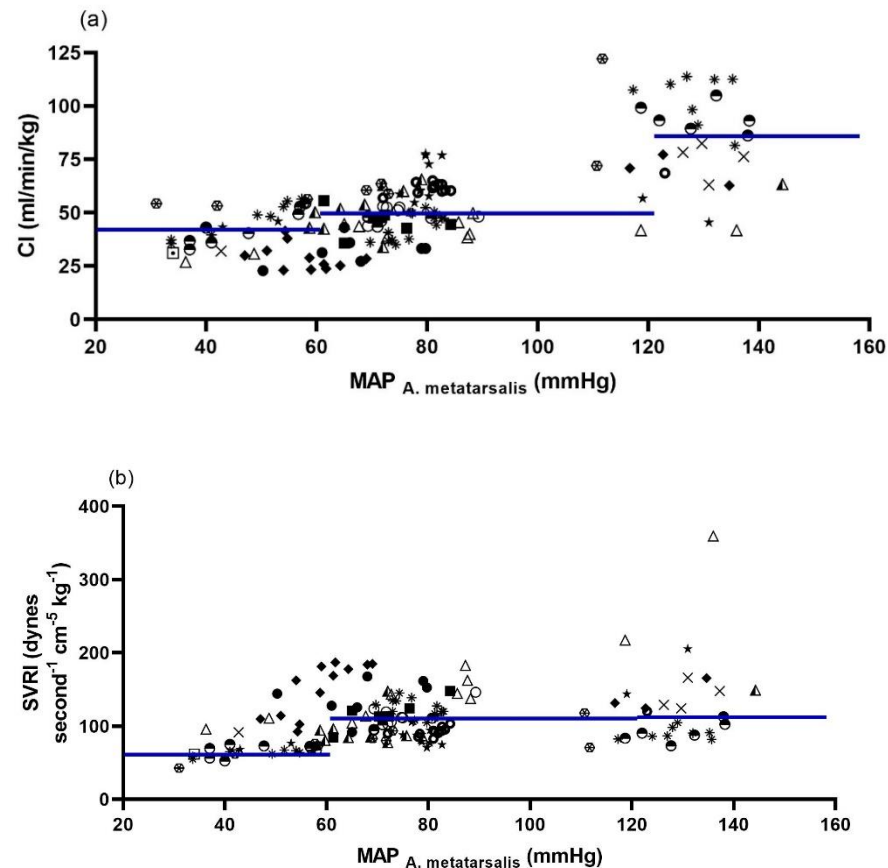 (a)
125
100
75
50
25
0
CI (ml/min/kg)
20 40 60 80 100 120 140 160
MAP A. metatarsalis (mmHg)
(b)
400
300
200
100
0
SVRI (dynes
second⁻¹ cm⁻⁵ kg⁻¹)
20 40 60 80 100 120 140 160
MAP A. metatarsalis (mmHg)